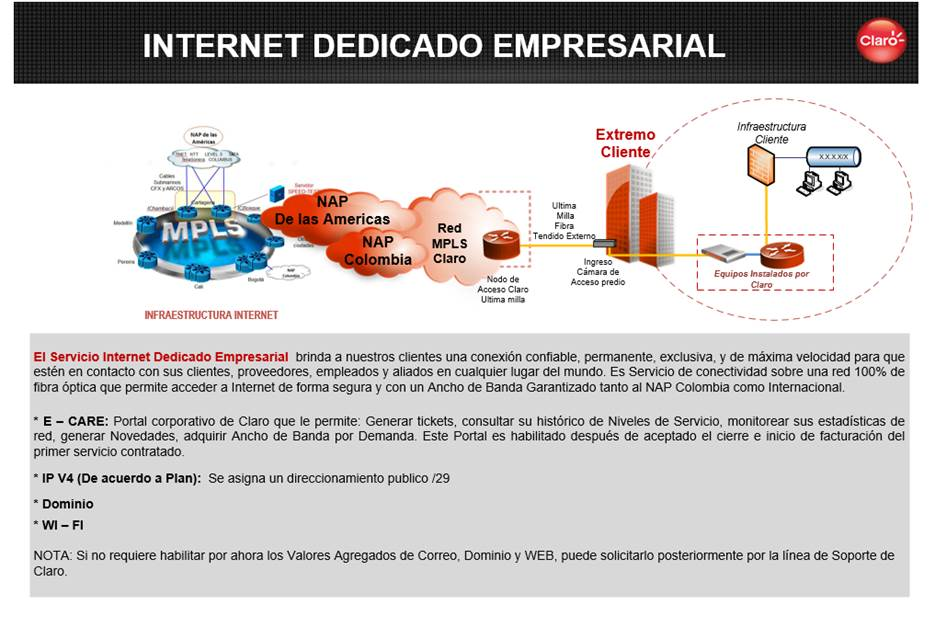 INTERNET DEDICADO EMPRESARIAL
Claro
NAP de las
Américas
LEVEL 3
COLUMBUS
Cables
Submarinos
CFX y ARCOS
Cartagena
Servidor
Medellín
MPLS
Pereira
Cali
Bogotá
ciudades
NAP
Colombia
INFRAESTRUCTURA INTERNET
NAP
De las Americas
NAP
Colombia
Red
MPLS
Claro
Nodo de
Acceso Claro
Ultima milla
Ultima
Milla
Fibra
Tendido Externo
Ingreso
Cámara de
Acceso predio
Extremo
Cliente
Infraestructura
Cliente
X.X.X.X/X
Equipos Instalados por
Claro
El Servicio Internet Dedicado Empresarial brinda a nuestros clientes una conexión confiable, permanente, exclusiva, y de máxima velocidad para que
estén en contacto con sus clientes, proveedores, empleados y aliados en cualquier lugar del mundo. Es Servicio de conectividad sobre una red 100% de
fibra óptica que permite acceder a Internet de forma segura y con un Ancho de Banda Garantizado tanto al NAP Colombia como Internacional.
* E – CARE: Portal corporativo de Claro que le permite: Generar tickets, consultar su histórico de Niveles de Servicio, monitorear sus estadísticas de
red, generar Novedades, adquirir Ancho de Banda por Demanda. Este Portal es habilitado después de aceptado el cierre e inicio de facturación del
primer servicio contratado.
* IP V4 (De acuerdo a Plan): Se asigna un direccionamiento publico /29
* Dominio
* WI – FI
NOTA: Si no requiere habilitar por ahora los Valores Agregados de Correo, Dominio y WEB, puede solicitarlo posteriormente por la línea de Soporte de
Claro.